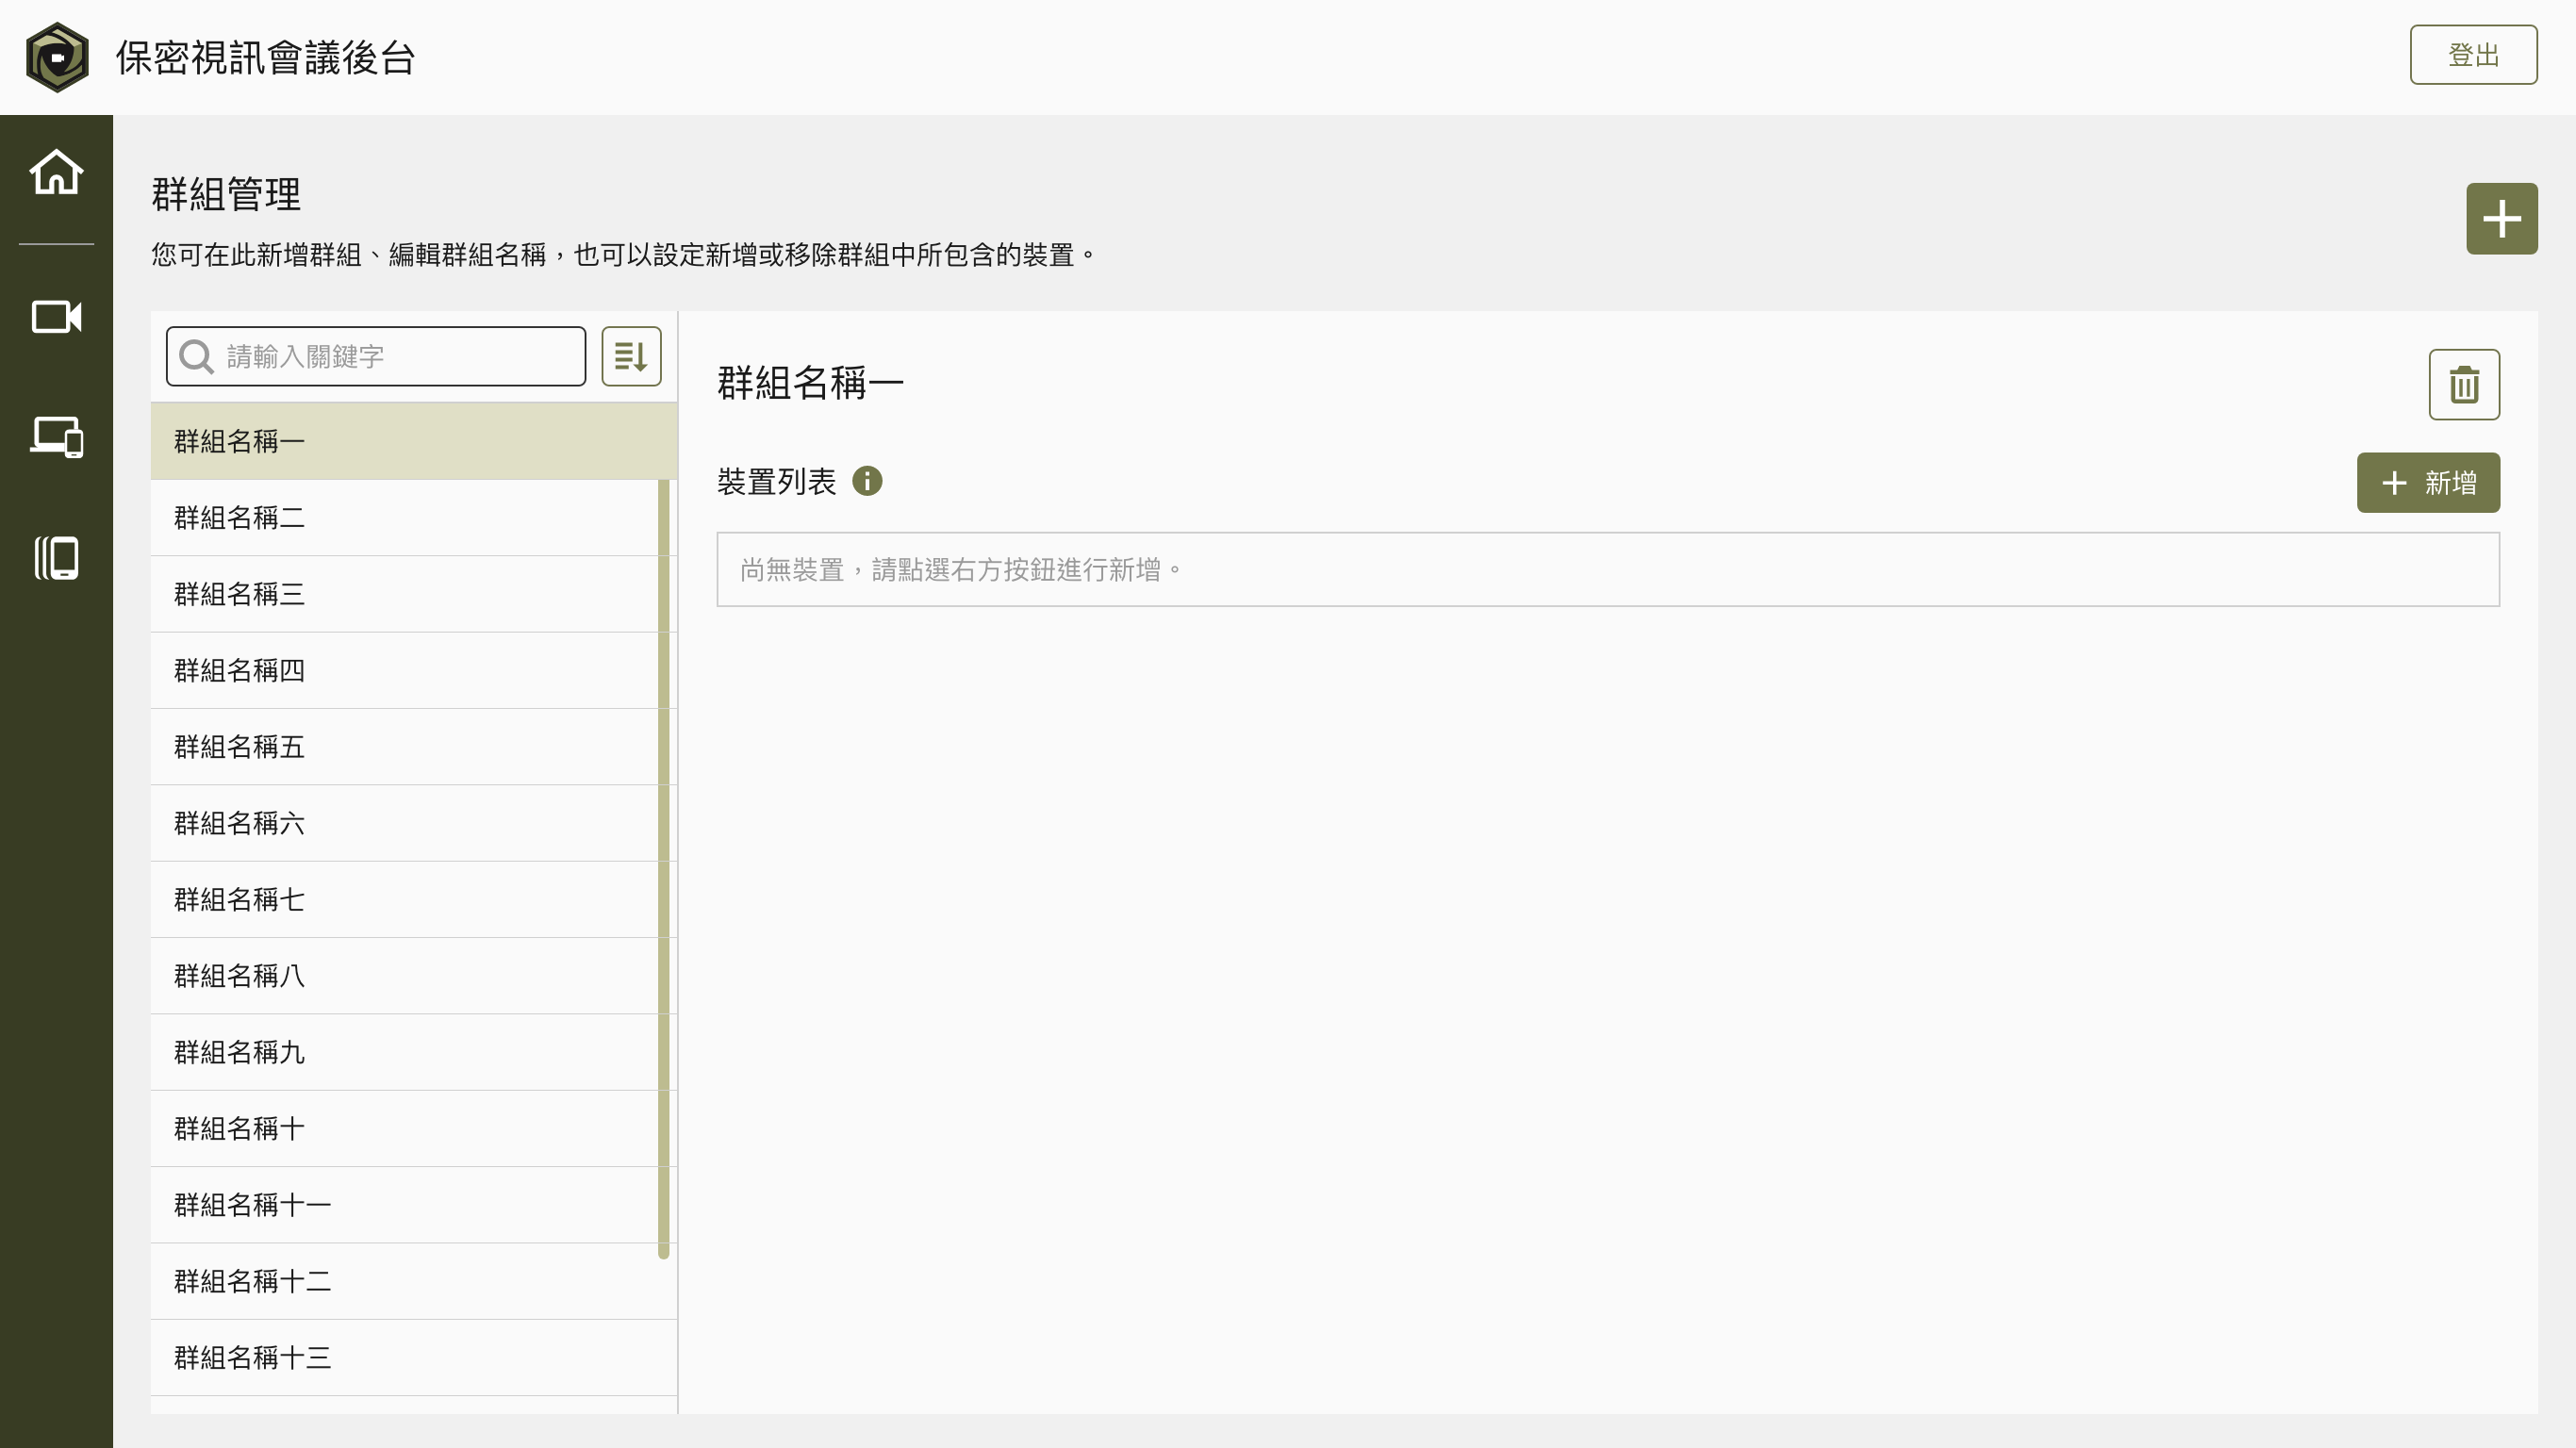 保密視訊會議後台
登出
群組管理
您可在此新增群組、編輯群組名稱，也可以設定新增或移除群組中所包含的裝置。
請輸入關鍵字
群組名稱一
群組名稱二
群組名稱三
群組名稱四
群組名稱五
群組名稱六
群組名稱七
群組名稱八
群組名稱九
群組名稱十
群組名稱十一
群組名稱十二
群組名稱十三
群組名稱一
裝置列表
新增
尚無裝置，請點選右方按鈕進行新增。